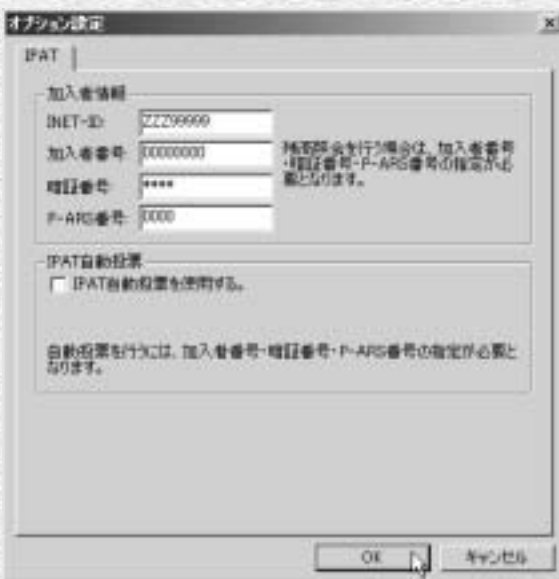 オプション設定
IPAT
加入者情報
INET-ID:
ZZZ99999
加入者番号:
00000000
暗証番号:
****
P-ARS番号:
0000
残高照会を行う場合は、加入者番号
・暗証番号・P-ARS番号の指定が必
要となります。
IPAT自動投票
IPAT自動投票を使用する。
自動投票を行うには、加入者番号・暗証番号・P-ARS番号の指定が必要と
なります。
OK
キャンセル